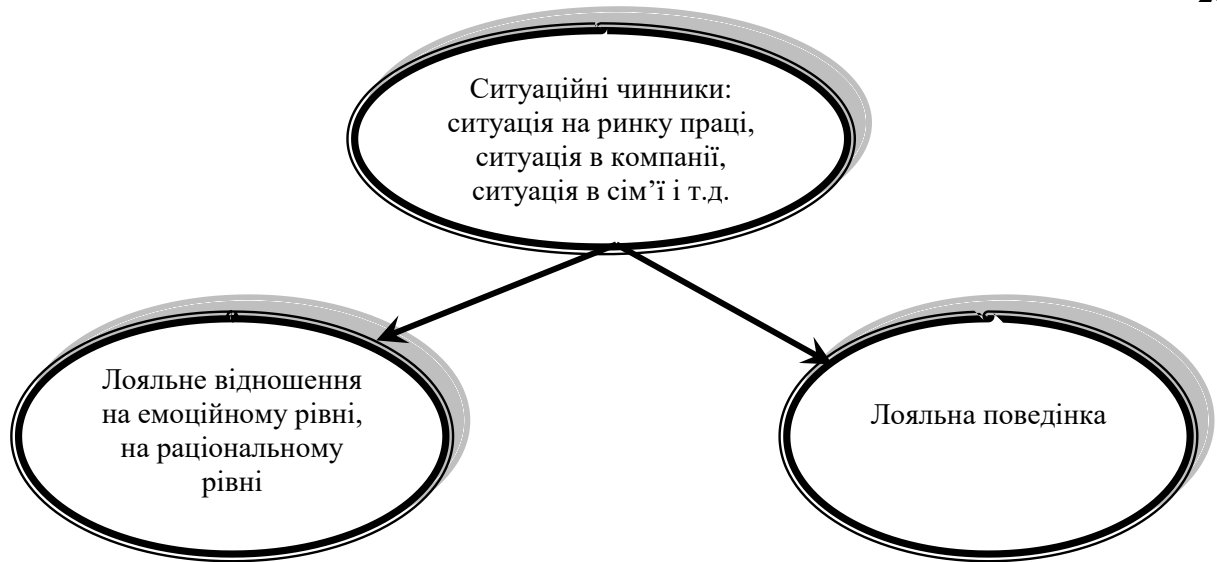 Ситуаційні чинники:
ситуація на ринку праці,
ситуація в компанії,
ситуація в сім’ї і т.д.
Лояльне відношення
на емоційному рівні,
на раціональному
рівні
Лояльна поведінка